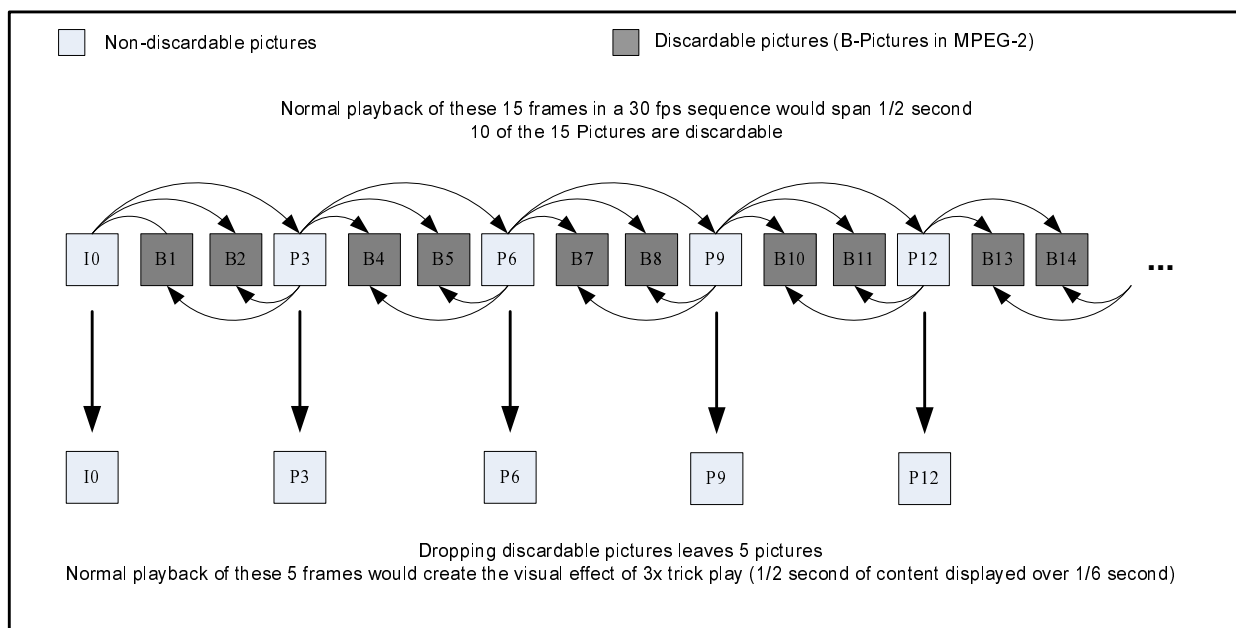 Non-discardable pictures
Discardable pictures (B-Pictures in MPEG-2)
Normal playback of these 15 frames in a 30 fps sequence would span 1/2 second
10 of the 15 Pictures are discardable
I0 B1 B2 P3 B4 B5 P6 B7 B8 P9 B10 B11 P12 B13 B14 ...
I0 P3 P6 P9 P12
Dropping discardable pictures leaves 5 pictures
Normal playback of these 5 frames would create the visual effect of 3x trick play (1/2 second of content displayed over 1/6 second)